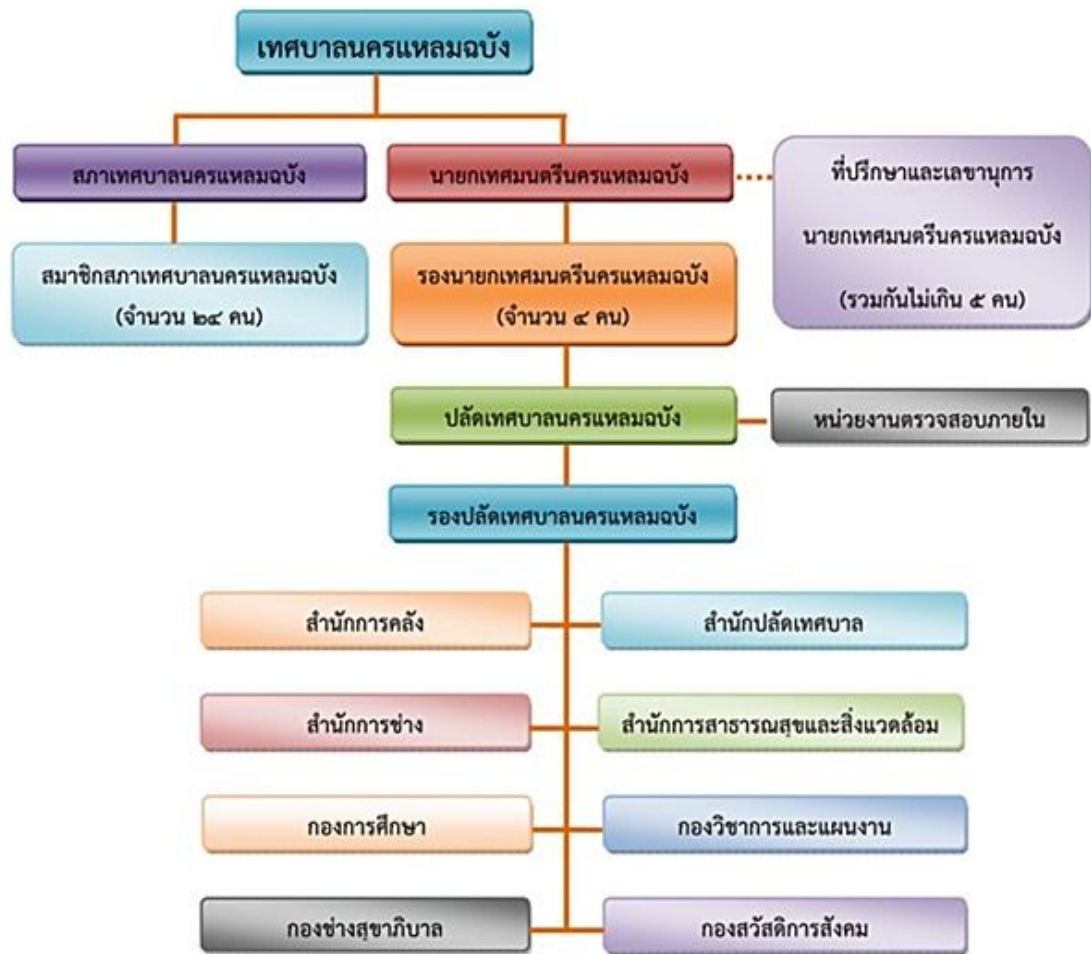 เทศบาลนครแหลมฉบัง
สภาเทศบาลนครแหลมฉบัง
นายกเทศมนตรีนครแหลมฉบัง
ที่ปรึกษาและเลขานุการ
นายกเทศมนตรีนครแหลมฉบัง
(รวมกันไม่เกิน ๕ คน)
สมาชิกสภาเทศบาลนครแหลมฉบัง
(จำนวน ๒๔ คน)
รองนายกเทศมนตรีนครแหลมฉบัง
(จำนวน ๔ คน)
ปลัดเทศบาลนครแหลมฉบัง
หน่วยงานตรวจสอบภายใน
รองปลัดเทศบาลนครแหลมฉบัง
สำนักการคลัง
สำนักปลัดเทศบาล
สำนักการช่าง
สำนักการสาธารณสุขและสิ่งแวดล้อม
กองการศึกษา
กองวิชาการและแผนงาน
กองช่างสุขาภิบาล
กองสวัสดิการสังคม